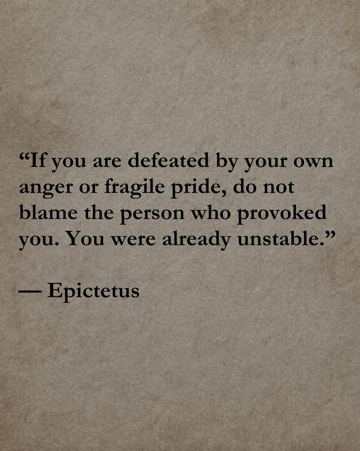 “If you are defeated by your own
anger or fragile pride, do not
blame the person who provoked
you. You were already unstable.”
— Epictetus